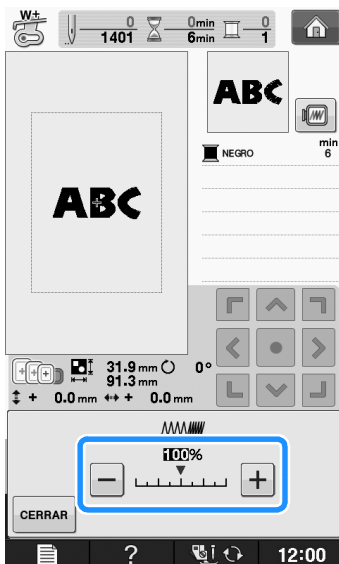 W±
0
1401
0min
6min
0
1
ABC
ABC
NEGRO
min
6
31.9 mm
0°
91.3 mm
+ 0.0 mm
+ 0.0 mm
100%
CERRAR
?
12:00